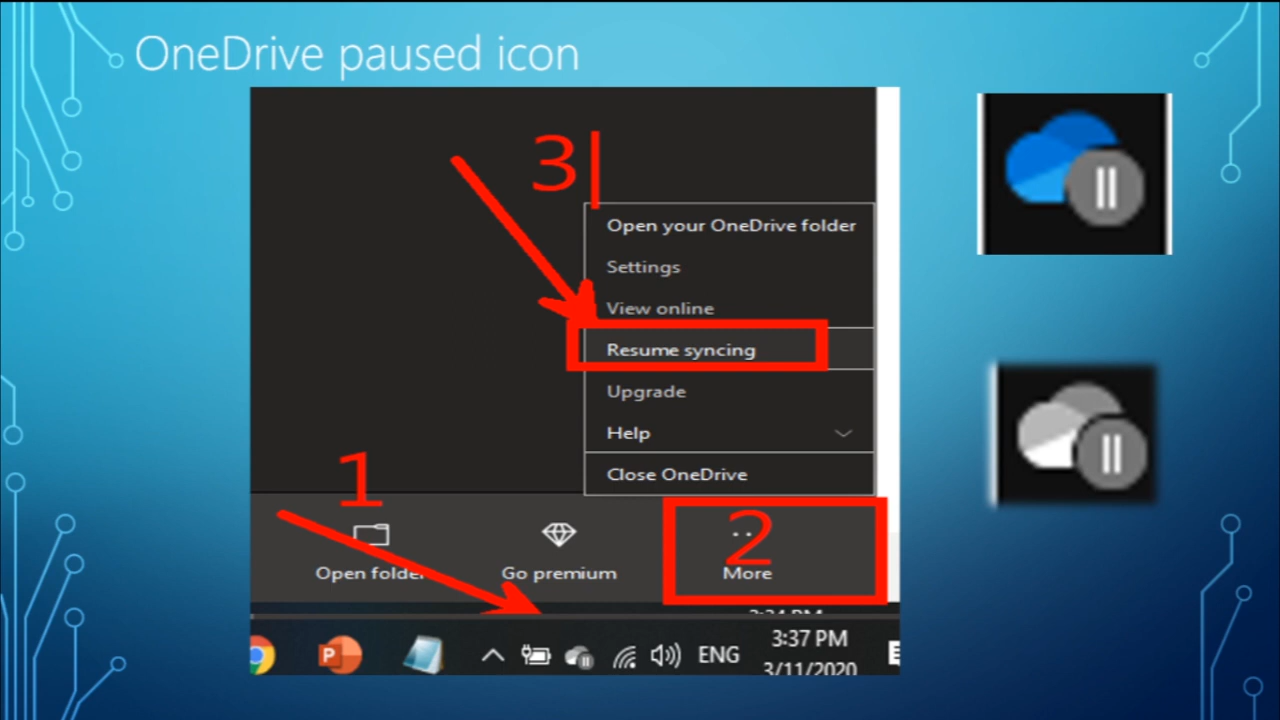 OneDrive paused icon
3
Open your OneDrive folder
Settings
View online
Resume syncing
Upgrade
Help
Close OneDrive
1
2
Open folder
Go premium
More
P
ENG
3:37 PM
3/11/2020